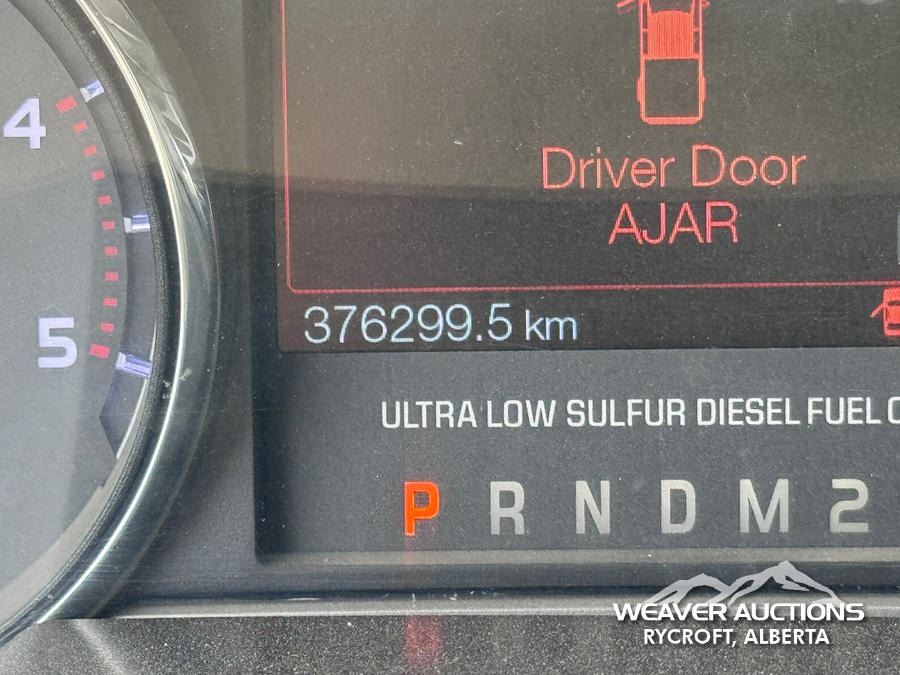 4
Driver Door
AJAR
5
376299.5 km
ULTRA LOW SULFUR DIESEL FUEL
P R N D M 2
WEAVER AUCTIONS
RYCROFT, ALBERTA